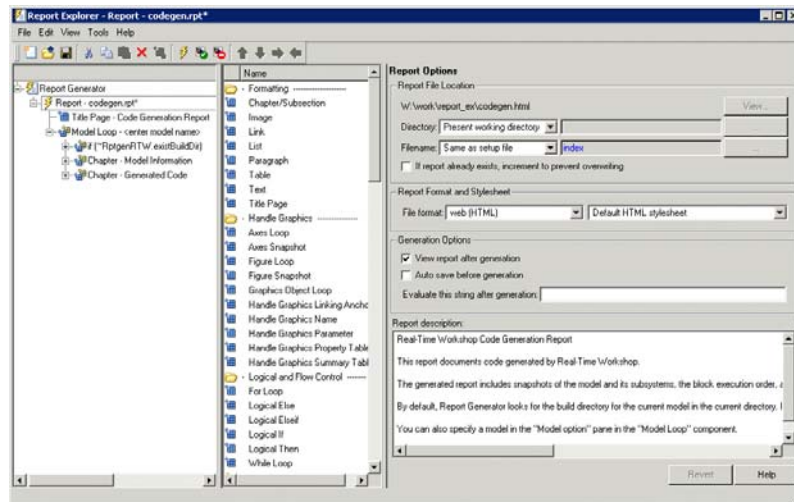 Report Explorer - Report - codegen.rpt*
File Edit View Tools Help
Report Generator
Report - codegen.rpt*
Title Page - Code Generation Report
Model Loop - <enter model name>
if (~RptgenRTW.existBuildDir)
Chapter - Model Information
Chapter - Generated Code
Name
- Formatting --------------------
Chapter/Subsection
Image
Link
List
Paragraph
Table
Text
Title Page
- Handle Graphics --------------
Axes Loop
Axes Snapshot
Figure Loop
Figure Snapshot
Graphics Object Loop
Handle Graphics Linking Ancho
Handle Graphics Name
Handle Graphics Parameter
Handle Graphics Property Table
Handle Graphics Summary Tabl
- Logical and Flow Control -------
For Loop
Logical Else
Logical Elseif
Logical If
Logical Then
While Loop
Report Options
Report File Location
W:\work\report_ex\codegen.html
View...
Directory: Present working directory
Filename: Same as setup file index ...
If report already exists, increment to prevent overwriting
Report Format and Stylesheet
File format: web (HTML) Default HTML stylesheet
Generation Options
View report after generation
Auto save before generation
Evaluate this string after generation:
Report description:
Real-Time Workshop Code Generation Report
This report documents code generated by Real-Time Workshop.
The generated report includes snapshots of the model and its subsystems, the block execution order,
By default, Report Generator looks for the build directory for the current model in the current directory.
You can also specify a model in the "Model option" pane in the "Model Loop" component.
Revert Help